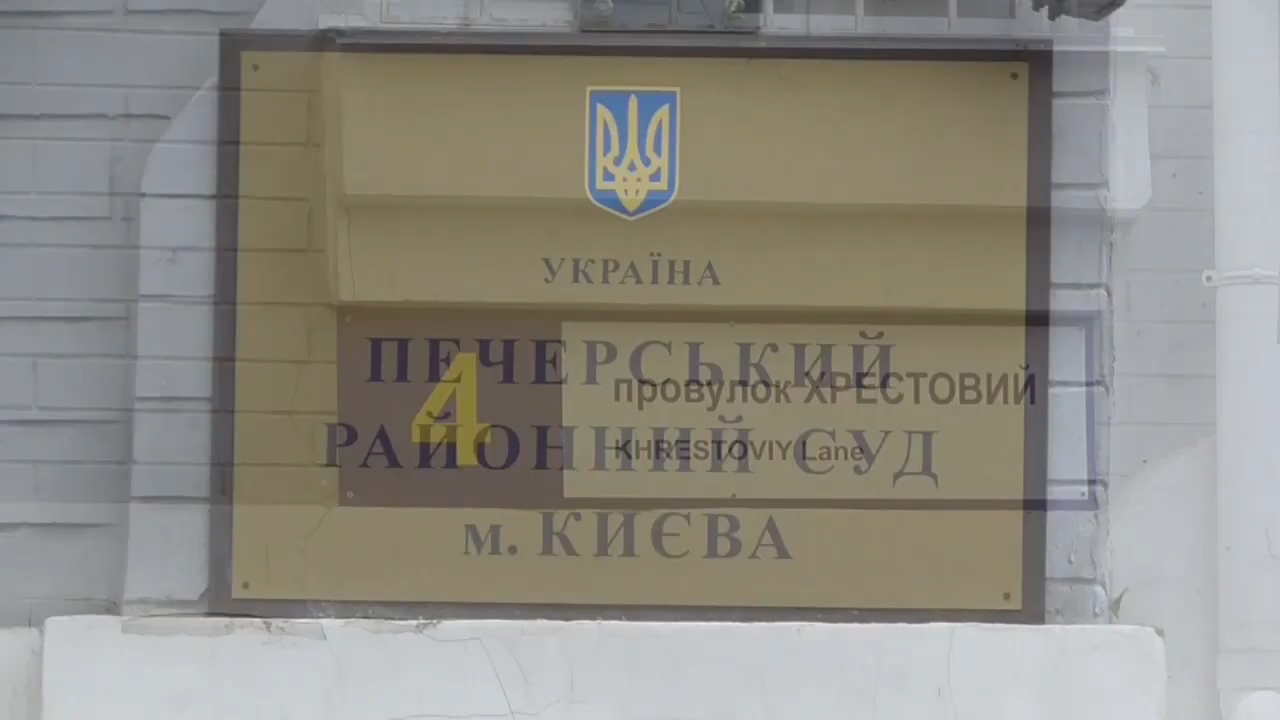 УКРАЇНА
ПЕЧЕРСЬКИЙ
РАЙОННИЙ СУД
м. КИЄВА
4
провулок ХРЕСТОВИЙ
KHRESTOVIY Lane